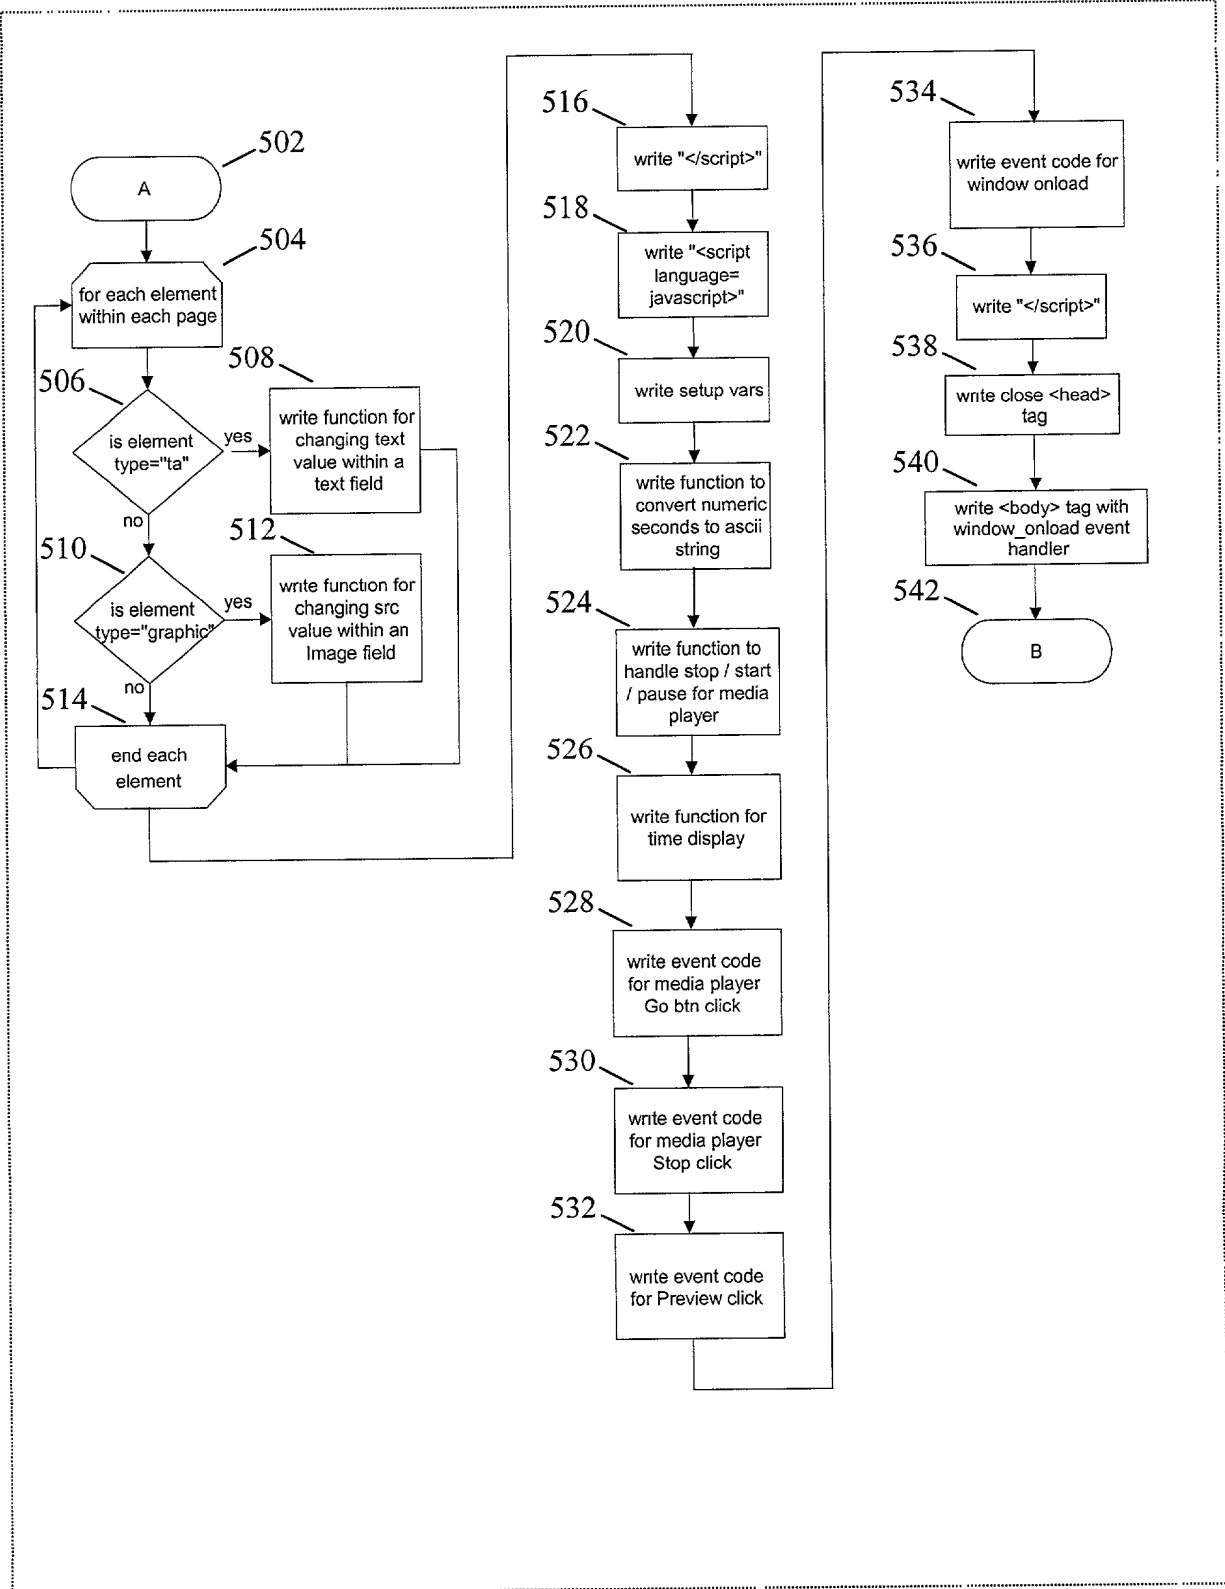 502
A
504
for each element
within each page
506
is element
type="ta"
yes
508
write function for
changing text
value within a
text field
no
510
is element
type="graphic"
yes
512
write function for
changing src
value within an
Image field
no
514
end each
element
516
write "</script>"
518
write "<script
language=
javascript>"
520
write setup vars
522
write function to
convert numeric
seconds to ascii
string
524
write function to
handle stop / start
/ pause for media
player
526
write function for
time display
528
write event code
for media player
Go btn click
530
write event code
for media player
Stop click
532
write event code
for Preview click
534
write event code for
window onload
536
write "</script>"
538
write close <head>
tag
540
write <body> tag with
window_onload event
handler
542
B